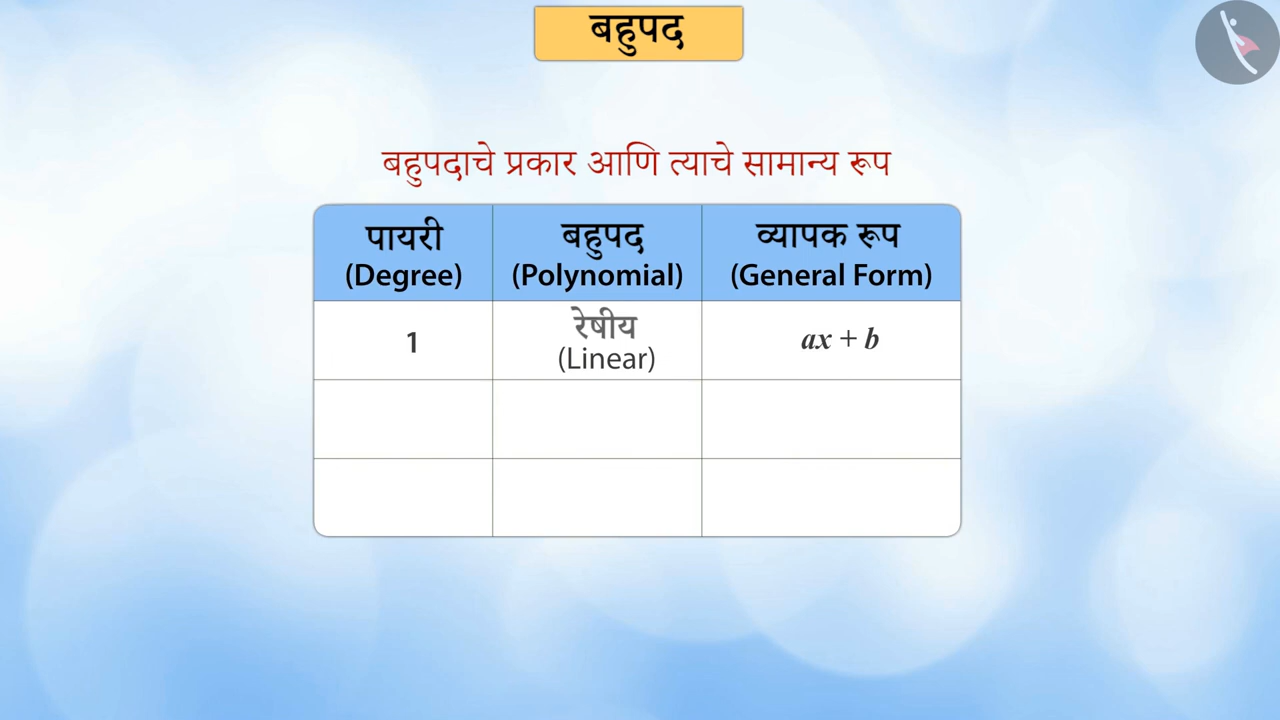 बहुपद
बहुपदाचे प्रकार आणि त्याचे सामान्य रूप
पायरी बहुपद व्यापक रूप
(Degree) (Polynomial) (General Form)
1 रेषीय ax + b
(Linear)